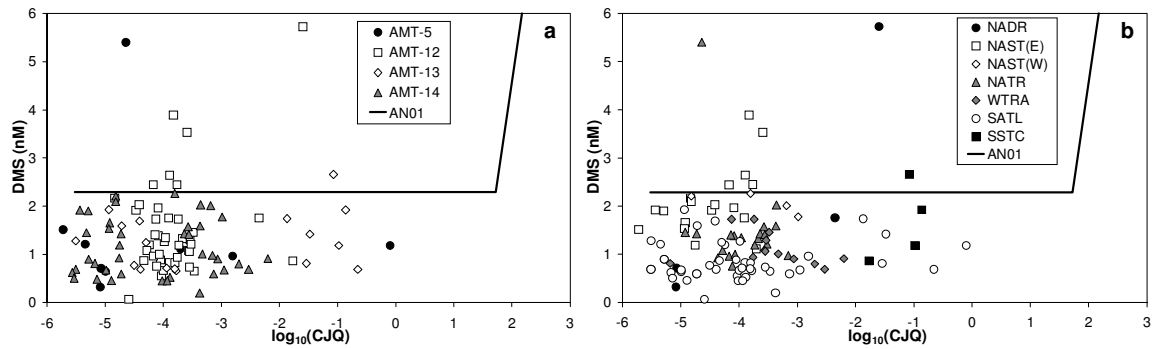 a
AMT-5
AMT-12
AMT-13
AMT-14
AN01
DMS (nM)
6
5
4
3
2
1
0
-6 -5 -4 -3 -2 -1 0 1 2 3
log10(CJQ)
b
NADR
NAST(E)
NAST(W)
NATR
WTRA
SATL
SSTC
AN01
DMS (nM)
6
5
4
3
2
1
0
-6 -5 -4 -3 -2 -1 0 1 2 3
log10(CJQ)